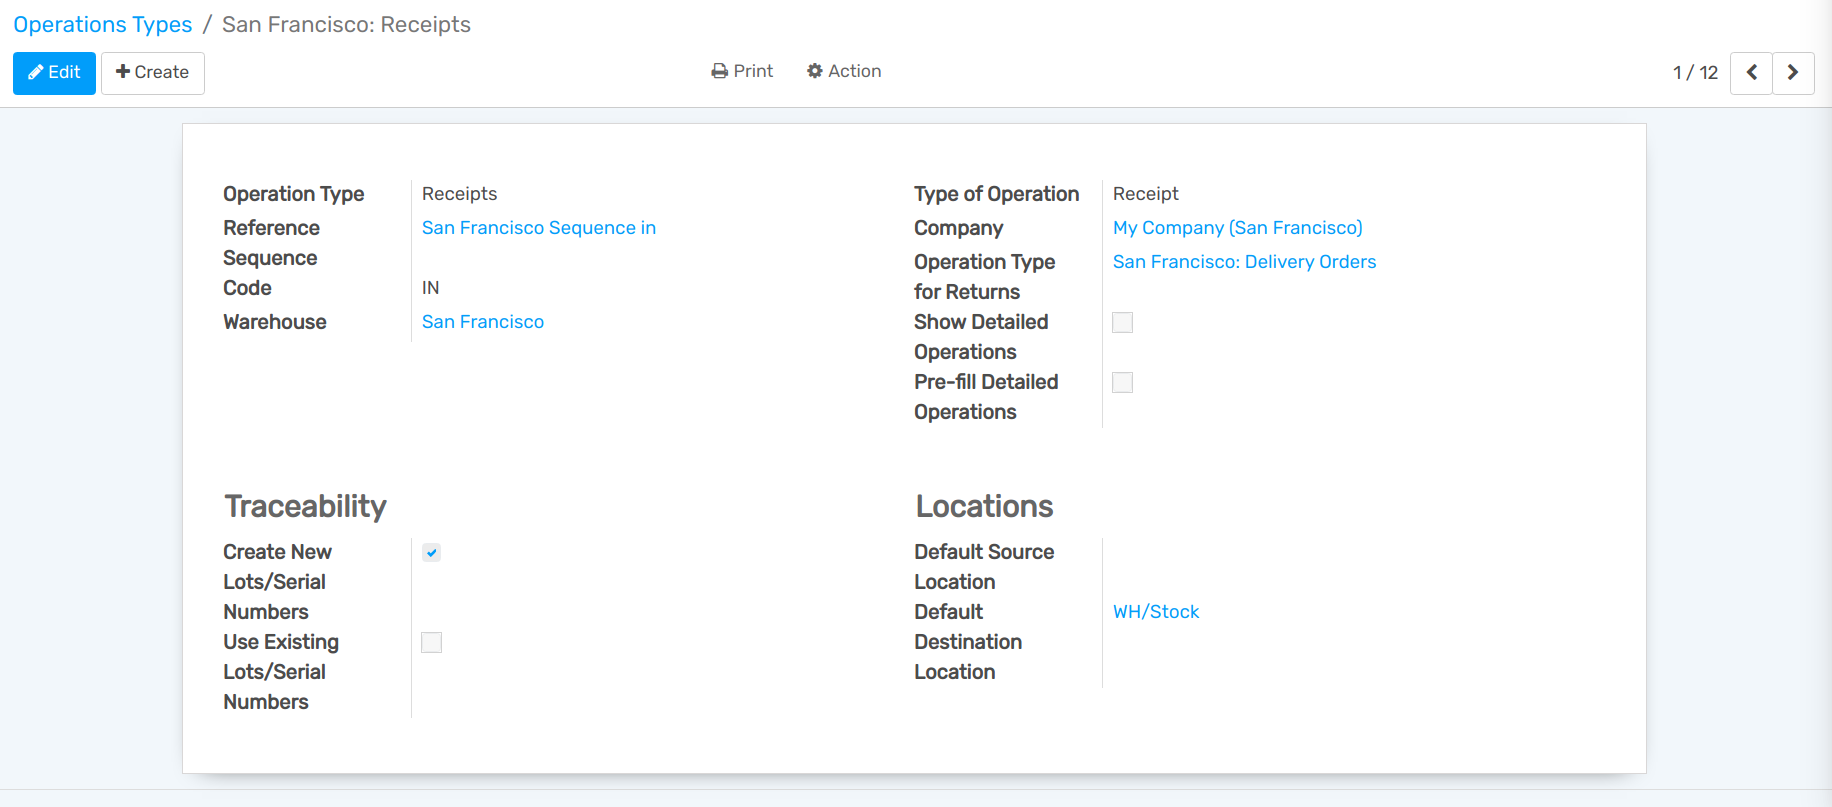 Operations Types / San Francisco: Receipts
Edit
Create
Print
Action
1 / 12
Operation Type
Receipts
Reference
Sequence
San Francisco Sequence in
Code
IN
Warehouse
San Francisco
Type of Operation
Receipt
Company
My Company (San Francisco)
Operation Type
for Returns
San Francisco: Delivery Orders
Show Detailed
Operations
Pre-fill Detailed
Operations
Traceability
Create New
Lots/Serial
Numbers
Use Existing
Lots/Serial
Numbers
Locations
Default Source
Location
Default
Destination
Location
WH/Stock